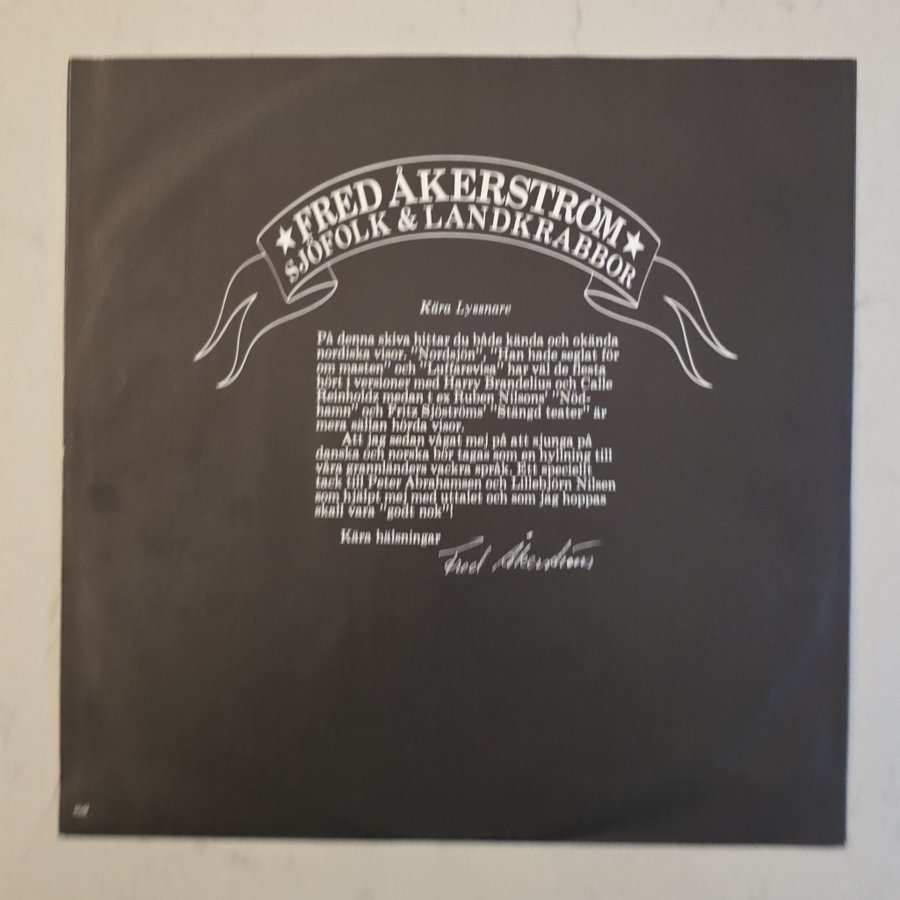 ★ FRED ÅKERSTRÖM ★
SJÖFOLK & LANDKRABBOR
Kära Lyssnare
På denna skiva hittar du både kända och okända
nordiska visor. "Nordsjön", "Han hade seglat för
om masten" och "Luffarevisa" har väl de flesta
hört i versioner med Harry Brandelius och Calle
Reinholdz medan t ex Ruben Nilsons' "Nöd-
hamn" och Fritz Sjöströms' "Stängd teater" är
mera sällan hörda visor.
Att jag sedan vågat mej på att sjunga på
danska och norska bör tagas som en hyllning till
våra grannländers vackra språk. Ett speciellt
tack till Peter Abrahamsen och Lillebjörn Nilsen
som hjälpt mej med uttalet och som jag hoppas
skall vara "godt nok"!
Kära hälsningar
Fred Åkerström